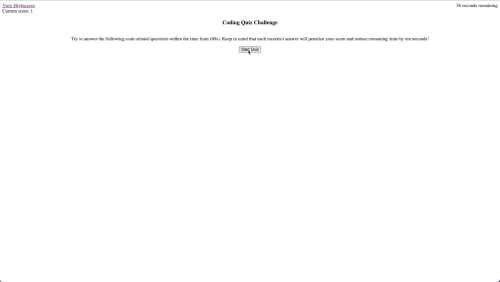 View Highscores
56 seconds remaining
Current score: 1
Coding Quiz Challenge
Try to answer the following code-related questions within the time limit (60s). Keep in mind that each incorrect answer will penalize your score and reduce remaining time by ten seconds!
Start Quiz